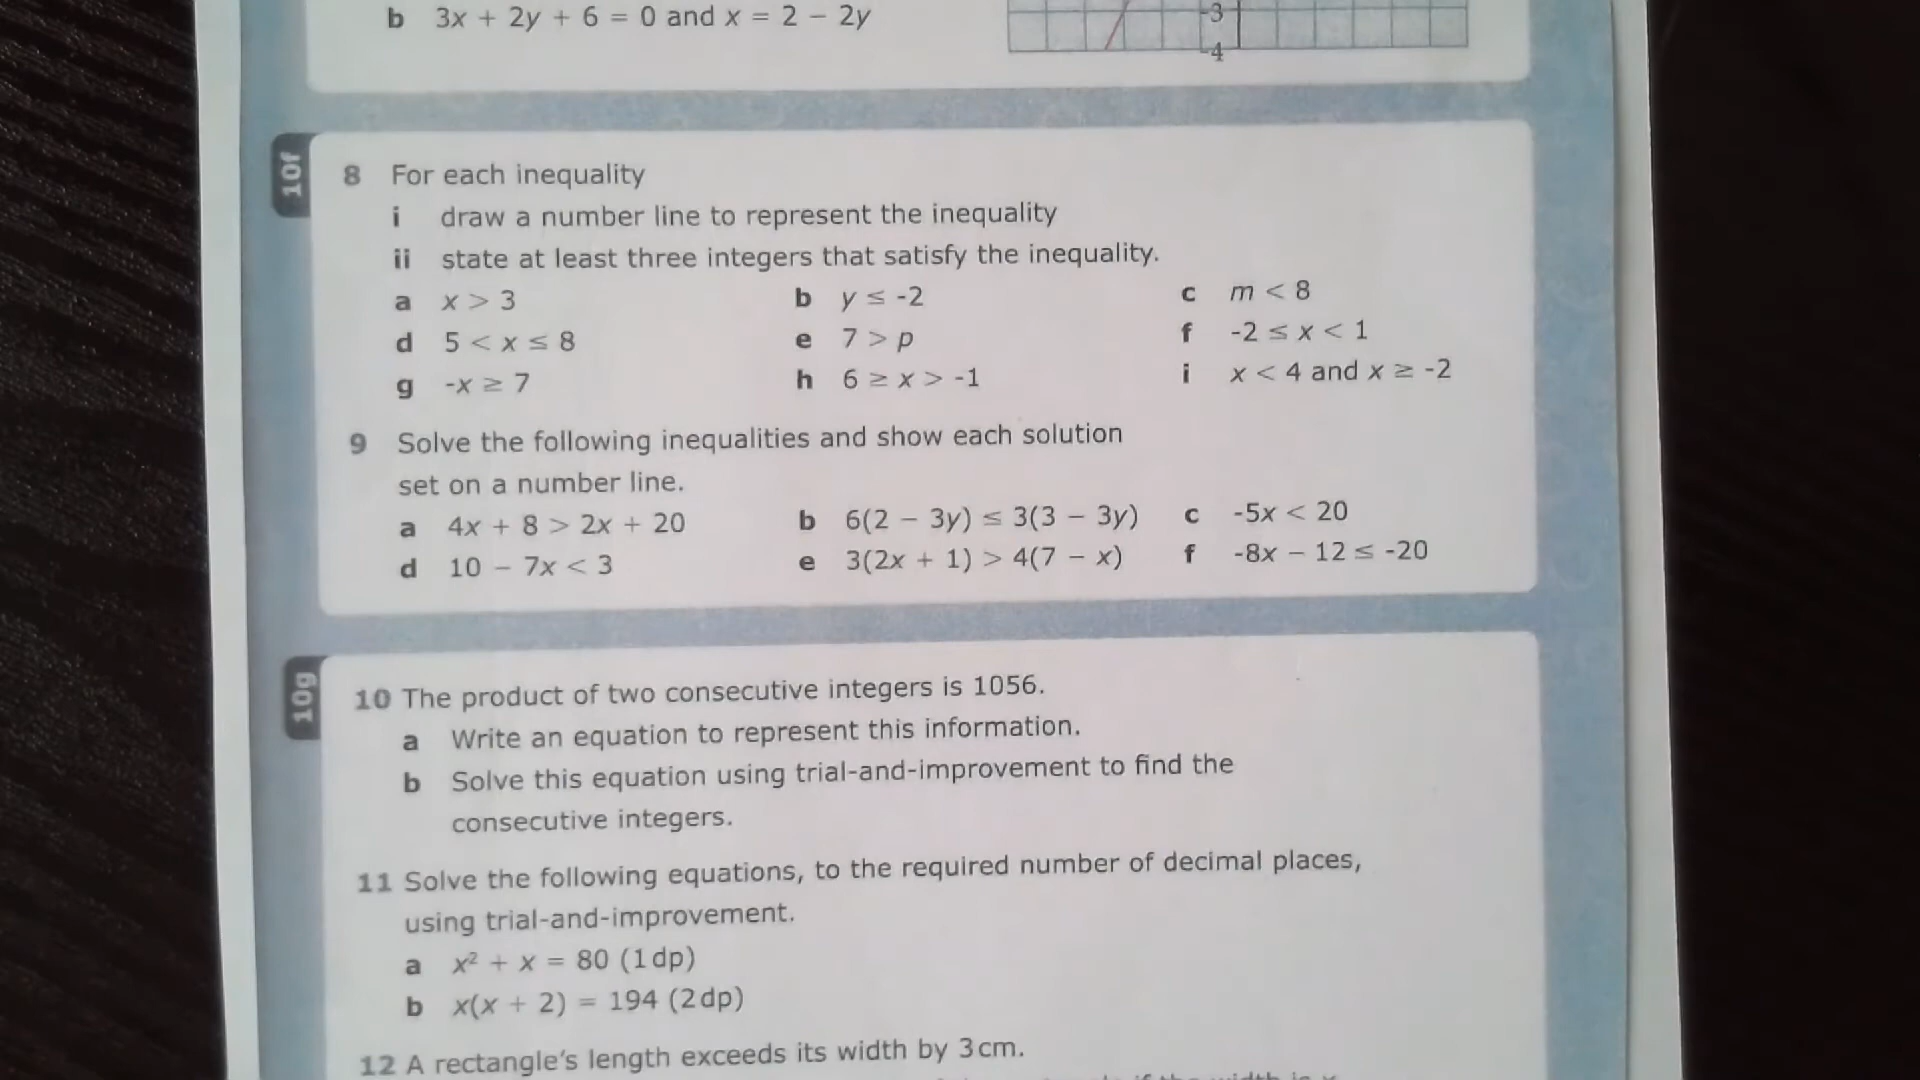 b 3x + 2y + 6 = 0 and x = 2 − 2y
-3
-4
10f
8 For each inequality
i draw a number line to represent the inequality
ii state at least three integers that satisfy the inequality.
a x > 3 b y ≤ -2 c m < 8
d 5 < x ≤ 8 e 7 > p f -2 ≤ x < 1
g -x ≥ 7 h 6 ≥ x > -1 i x < 4 and x ≥ -2
9 Solve the following inequalities and show each solution
set on a number line.
a 4x + 8 > 2x + 20 b 6(2 − 3y) ≤ 3(3 − 3y) c -5x < 20
d 10 − 7x < 3 e 3(2x + 1) > 4(7 − x) f -8x − 12 ≤ -20
10g
10 The product of two consecutive integers is 1056.
a Write an equation to represent this information.
b Solve this equation using trial-and-improvement to find the
consecutive integers.
11 Solve the following equations, to the required number of decimal places,
using trial-and-improvement.
a x² + x = 80 (1 dp)
b x(x + 2) = 194 (2 dp)
12 A rectangle's length exceeds its width by 3 cm.